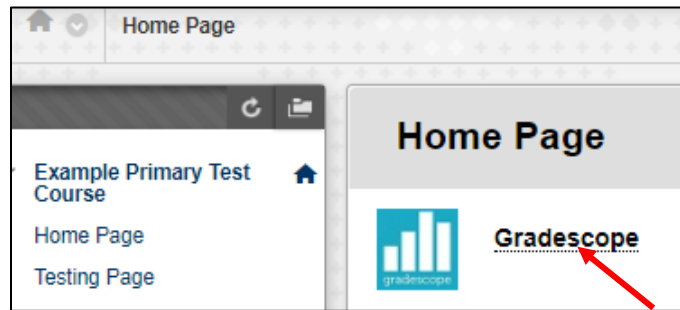 Home Page
Example Primary Test
Course
Home Page
Testing Page
Home Page
Gradescope
gradescope